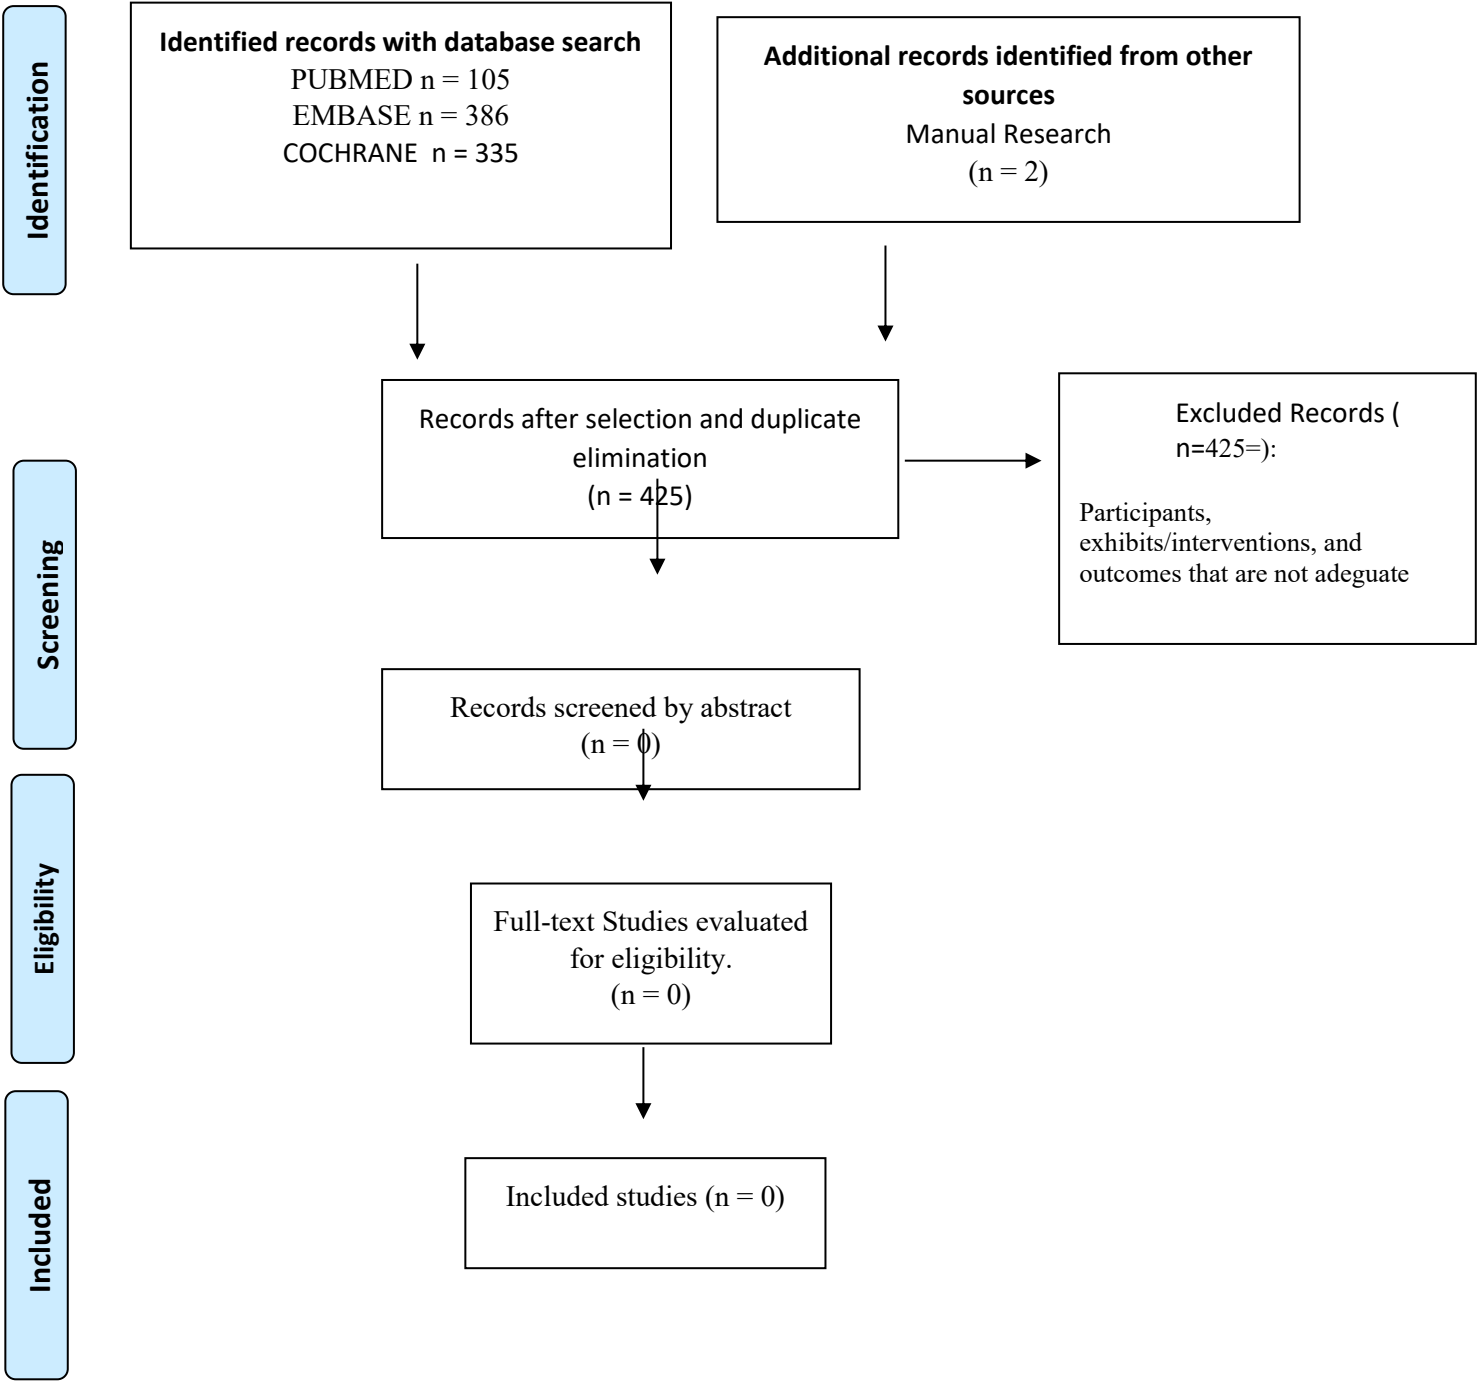 Identification
Identified records with database search
PUBMED n = 105
EMBASE n = 386
COCHRANE n = 335
Additional records identified from other
sources
Manual Research
(n = 2)
Screening
Records after selection and duplicate
elimination
(n = 425)
Excluded Records (
n=425=):
Participants,
exhibits/interventions, and
outcomes that are not adeguate
Records screened by abstract
(n = 0)
Eligibility
Full-text Studies evaluated
for eligibility.
(n = 0)
Included
Included studies (n = 0)